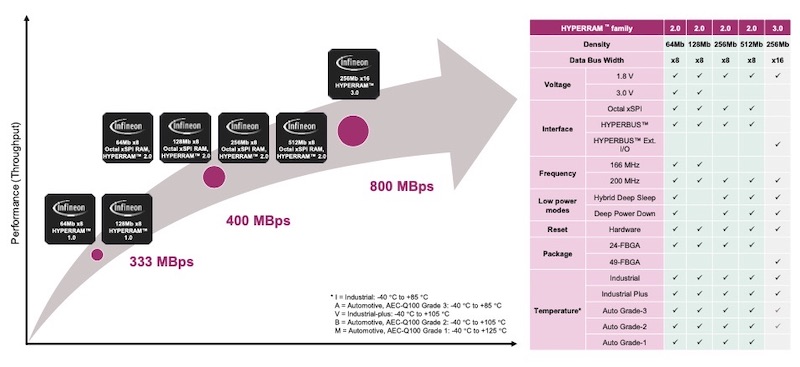 Performance (Throughput)
infineon
256Mb x16
HYPERRAM™
3.0
infineon
64Mb x8
Octal xSPI RAM,
HYPERRAM™ 2.0
infineon
128Mb x8
Octal xSPI RAM,
HYPERRAM™ 2.0
infineon
256Mb x8
Octal xSPI RAM,
HYPERRAM™ 2.0
infineon
512Mb x8
Octal xSPI RAM,
HYPERRAM™ 2.0
infineon
64Mb x8
HYPERRAM™
1.0
infineon
128Mb x8
HYPERRAM™
1.0
800 MBps
400 MBps
333 MBps
* I = Industrial: -40 °C to +85 °C
A = Automotive, AEC-Q100 Grade 3: -40 °C to +85 °C
V = Industrial-plus: -40 °C to +105 °C
B = Automotive, AEC-Q100 Grade 2: -40 °C to +105 °C
M = Automotive, AEC-Q100 Grade 1: -40 °C to +125 °C
HYPERRAM™ family 2.0 2.0 2.0 2.0 3.0
Density 64Mb 128Mb 256Mb 512Mb 256Mb
Data Bus Width x8 x8 x8 x8 x16
Voltage 1.8 V ✓ ✓ ✓ ✓ ✓
3.0 V ✓ ✓
Interface Octal xSPI ✓ ✓ ✓ ✓
HYPERBUS™ ✓ ✓ ✓ ✓
HYPERBUS™ Ext.
I/O ✓
Frequency 166 MHz ✓ ✓
200 MHz ✓ ✓ ✓ ✓ ✓
Low power
modes
Hybrid Deep Sleep ✓ ✓ ✓ ✓
Deep Power Down ✓ ✓ ✓ ✓
Reset Hardware ✓ ✓ ✓ ✓ ✓
Package 24-FBGA ✓ ✓ ✓ ✓
49-FBGA ✓
Temperature* Industrial ✓ ✓ ✓ ✓ ✓
Industrial Plus ✓ ✓ ✓ ✓ ✓
Auto Grade-3 ✓ ✓ ✓ ✓ ✓
Auto Grade-2 ✓ ✓ ✓ ✓ ✓
Auto Grade-1 ✓ ✓ ✓ ✓